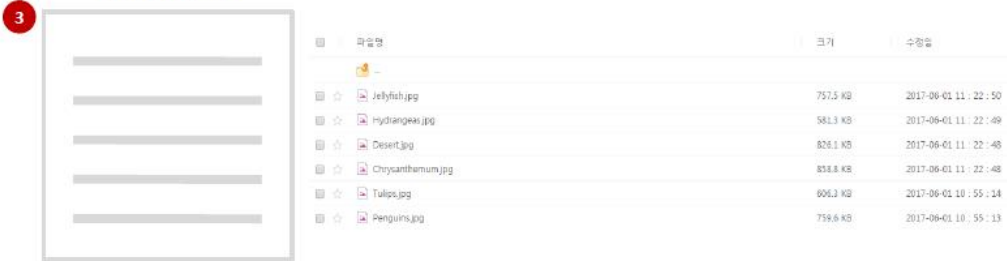 3
파일명 크기 수정일
..
Jellyfish.jpg 757.5 KB 2017-06-01 11 : 22 : 50
Hydrangeas.jpg 581.3 KB 2017-06-01 11 : 22 : 49
Desert.jpg 826.1 KB 2017-06-01 11 : 22 : 48
Chrysanthemum.jpg 858.8 KB 2017-06-01 11 : 22 : 48
Tulips.jpg 606.3 KB 2017-06-01 10 : 55 : 14
Penguins.jpg 759.6 KB 2017-06-01 10 : 55 : 13